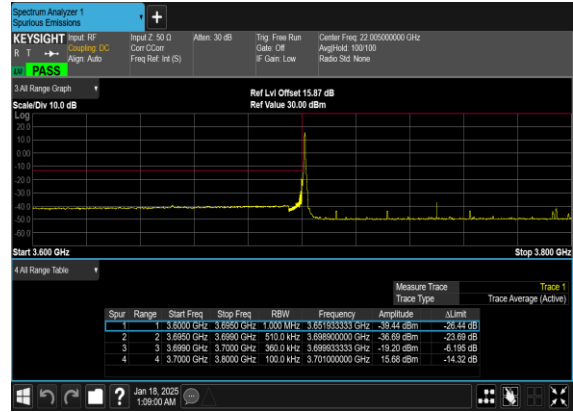 Spectrum Analyzer 1
Spurious Emissions
KEYSIGHT Input: RF Input Z: 50 Ω Atten: 30 dB Trig: Free Run Center Freq: 22.005000000 GHz
R T Coupling: DC Corr CCorr Gate: Off Avg|Hold: 100/100
Align: Auto Freq Ref: Int (S) IF Gain: Low Radio Std: None
PASS
3 All Range Graph
Ref Lvl Offset 15.87 dB
Scale/Div 10.0 dB Ref Value 30.00 dBm
Log
20.0
10.0
0.00
-10.0
-20.0
-30.0
-40.0
-50.0
-60.0
Start 3.600 GHz Stop 3.800 GHz
4 All Range Table
Measure Trace Trace 1
Trace Type Trace Average (Active)
Spur Range Start Freq Stop Freq RBW Frequency Amplitude ΔLimit
1 1 3.6000 GHz 3.6950 GHz 1.000 MHz 3.651933333 GHz -39.44 dBm -26.44 dB
2 2 3.6950 GHz 3.6990 GHz 510.0 kHz 3.698900000 GHz -36.69 dBm -23.69 dB
3 3 3.6990 GHz 3.7000 GHz 360.0 kHz 3.699933333 GHz -19.20 dBm -6.195 dB
4 4 3.7000 GHz 3.8000 GHz 100.0 kHz 3.701000000 GHz 15.68 dBm -14.32 dB
? Jan 18, 2025
1:09:00 AM